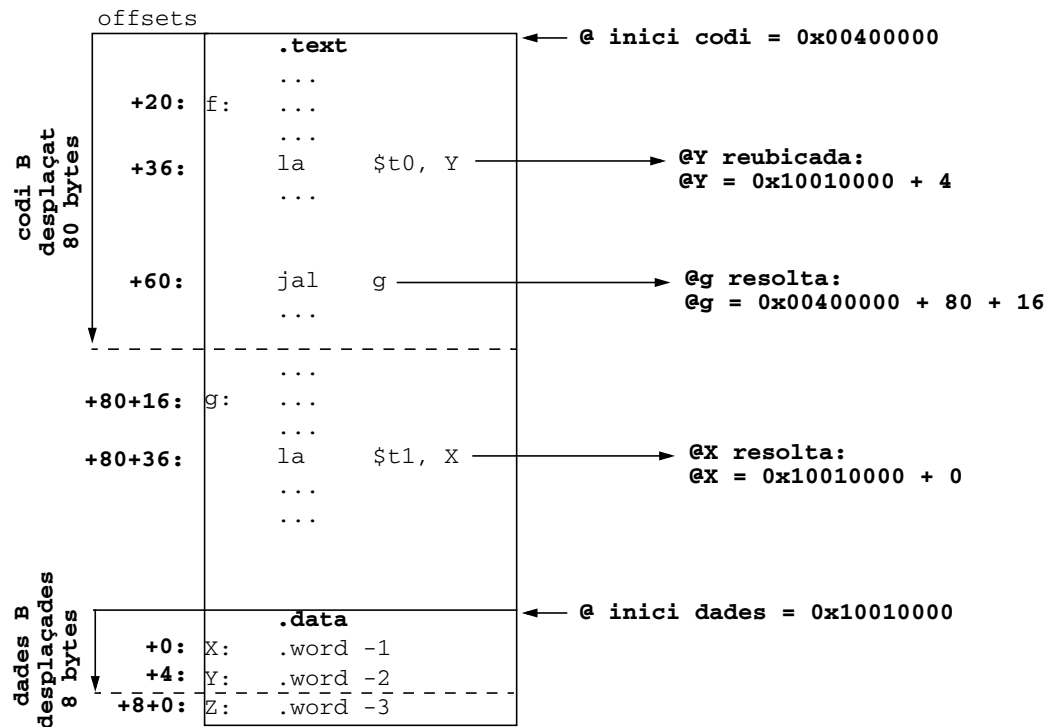 offsets
.text
@ inici codi = 0x00400000
...
+20: f: ...
...
+36: la $t0, Y
@Y reubicada:
@Y = 0x10010000 + 4
...
codi B
desplaçat
80 bytes
+60: jal g
@g resolta:
@g = 0x00400000 + 80 + 16
...
...
+80+16: g: ...
...
+80+36: la $t1, X
@X resolta:
@X = 0x10010000 + 0
...
...
dades B
desplaçades
8 bytes
.data
@ inici dades = 0x10010000
+0: X: .word -1
+4: Y: .word -2
+8+0: Z: .word -3